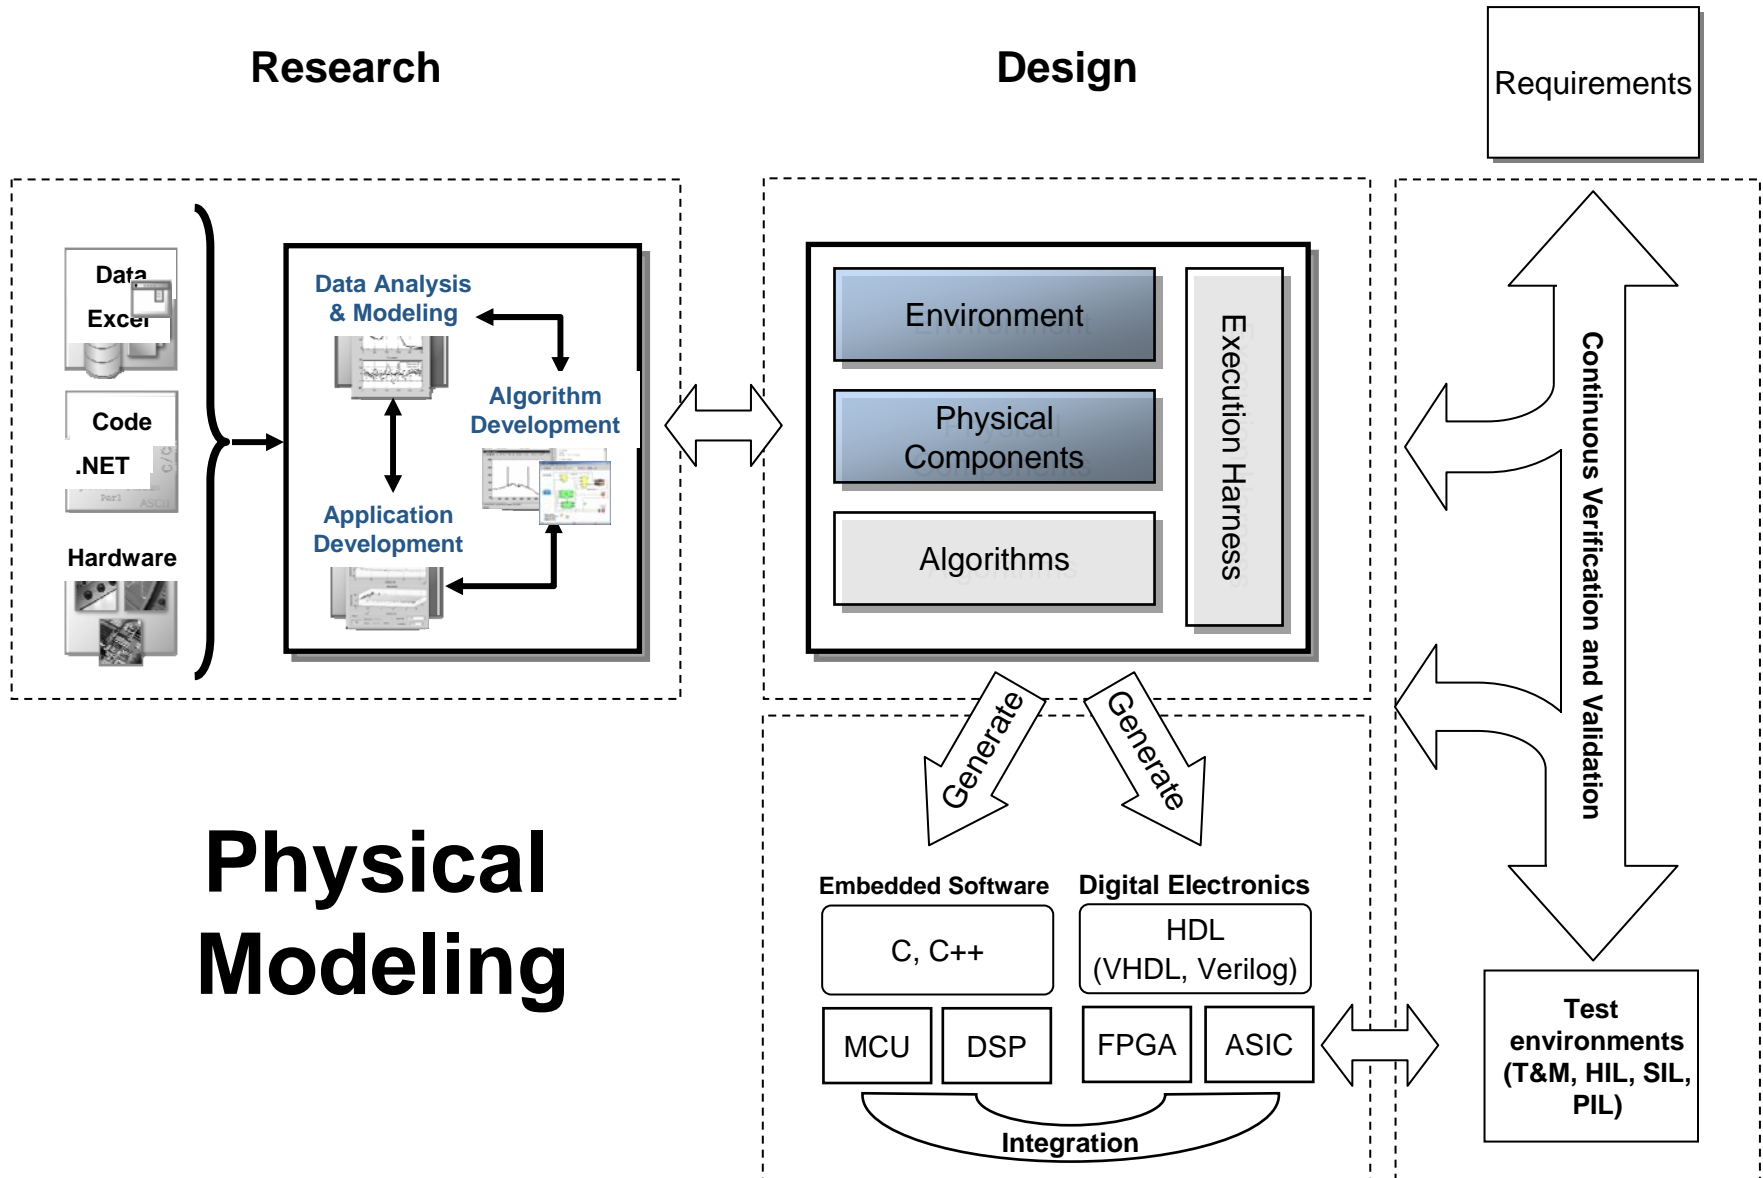 Research
Design
Requirements
Data
Excel
Code
.NET
C/C
Par1
ASCII
Hardware
Data Analysis
& Modeling
Algorithm
Development
Application
Development
Environment
Physical
Components
Algorithms
Execution Harness
Continuous Verification and Validation
Generate
Generate
Physical
Modeling
Embedded Software
Digital Electronics
C, C++
HDL
(VHDL, Verilog)
MCU
DSP
FPGA
ASIC
Integration
Test
environments
(T&M, HIL, SIL,
PIL)